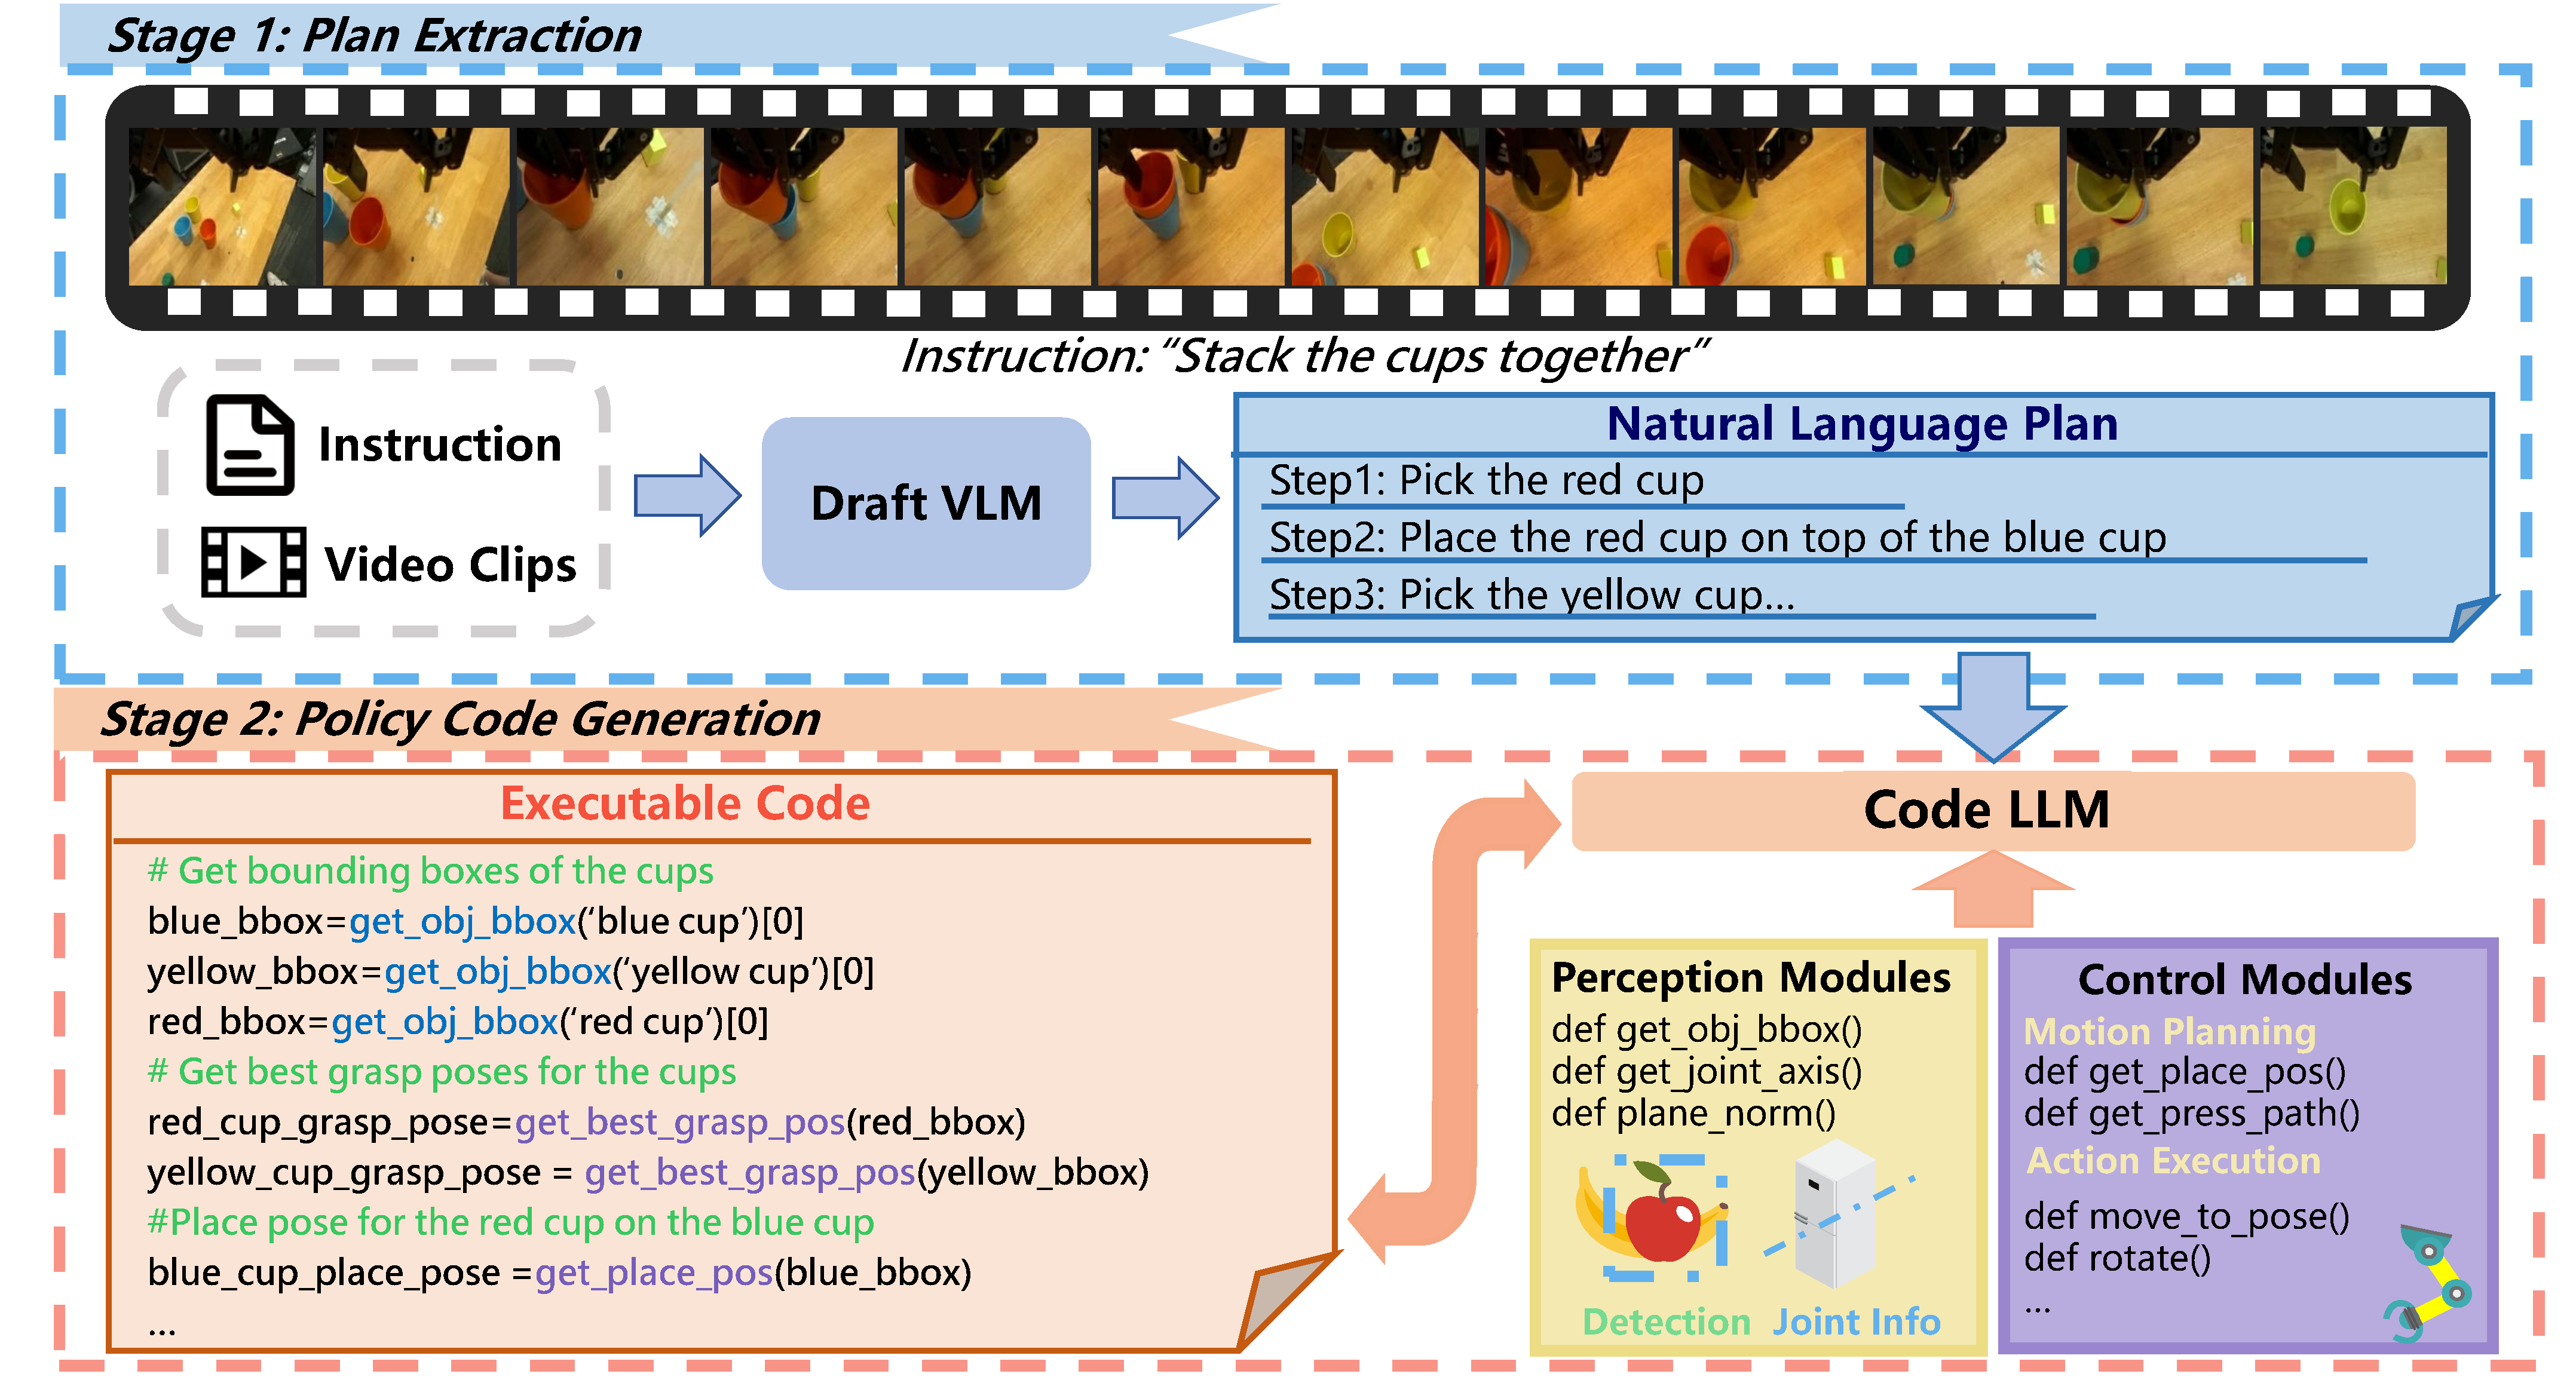 Stage 1: Plan Extraction
Instruction: “Stack the cups together”
Instruction
Video Clips
Draft VLM
Natural Language Plan
Step1: Pick the red cup
Step2: Place the red cup on top of the blue cup
Step3: Pick the yellow cup...
Stage 2: Policy Code Generation
Executable Code
# Get bounding boxes of the cups
blue_bbox=get_obj_bbox(‘blue cup’)[0]
yellow_bbox=get_obj_bbox(‘yellow cup’)[0]
red_bbox=get_obj_bbox(‘red cup’)[0]
# Get best grasp poses for the cups
red_cup_grasp_pose=get_best_grasp_pos(red_bbox)
yellow_cup_grasp_pose = get_best_grasp_pos(yellow_bbox)
#Place pose for the red cup on the blue cup
blue_cup_place_pose =get_place_pos(blue_bbox)
...
Code LLM
Perception Modules
def get_obj_bbox()
def get_joint_axis()
def plane_norm()
Detection
Joint Info
Control Modules
Motion Planning
def get_place_pos()
def get_press_path()
Action Execution
def move_to_pose()
def rotate()
...